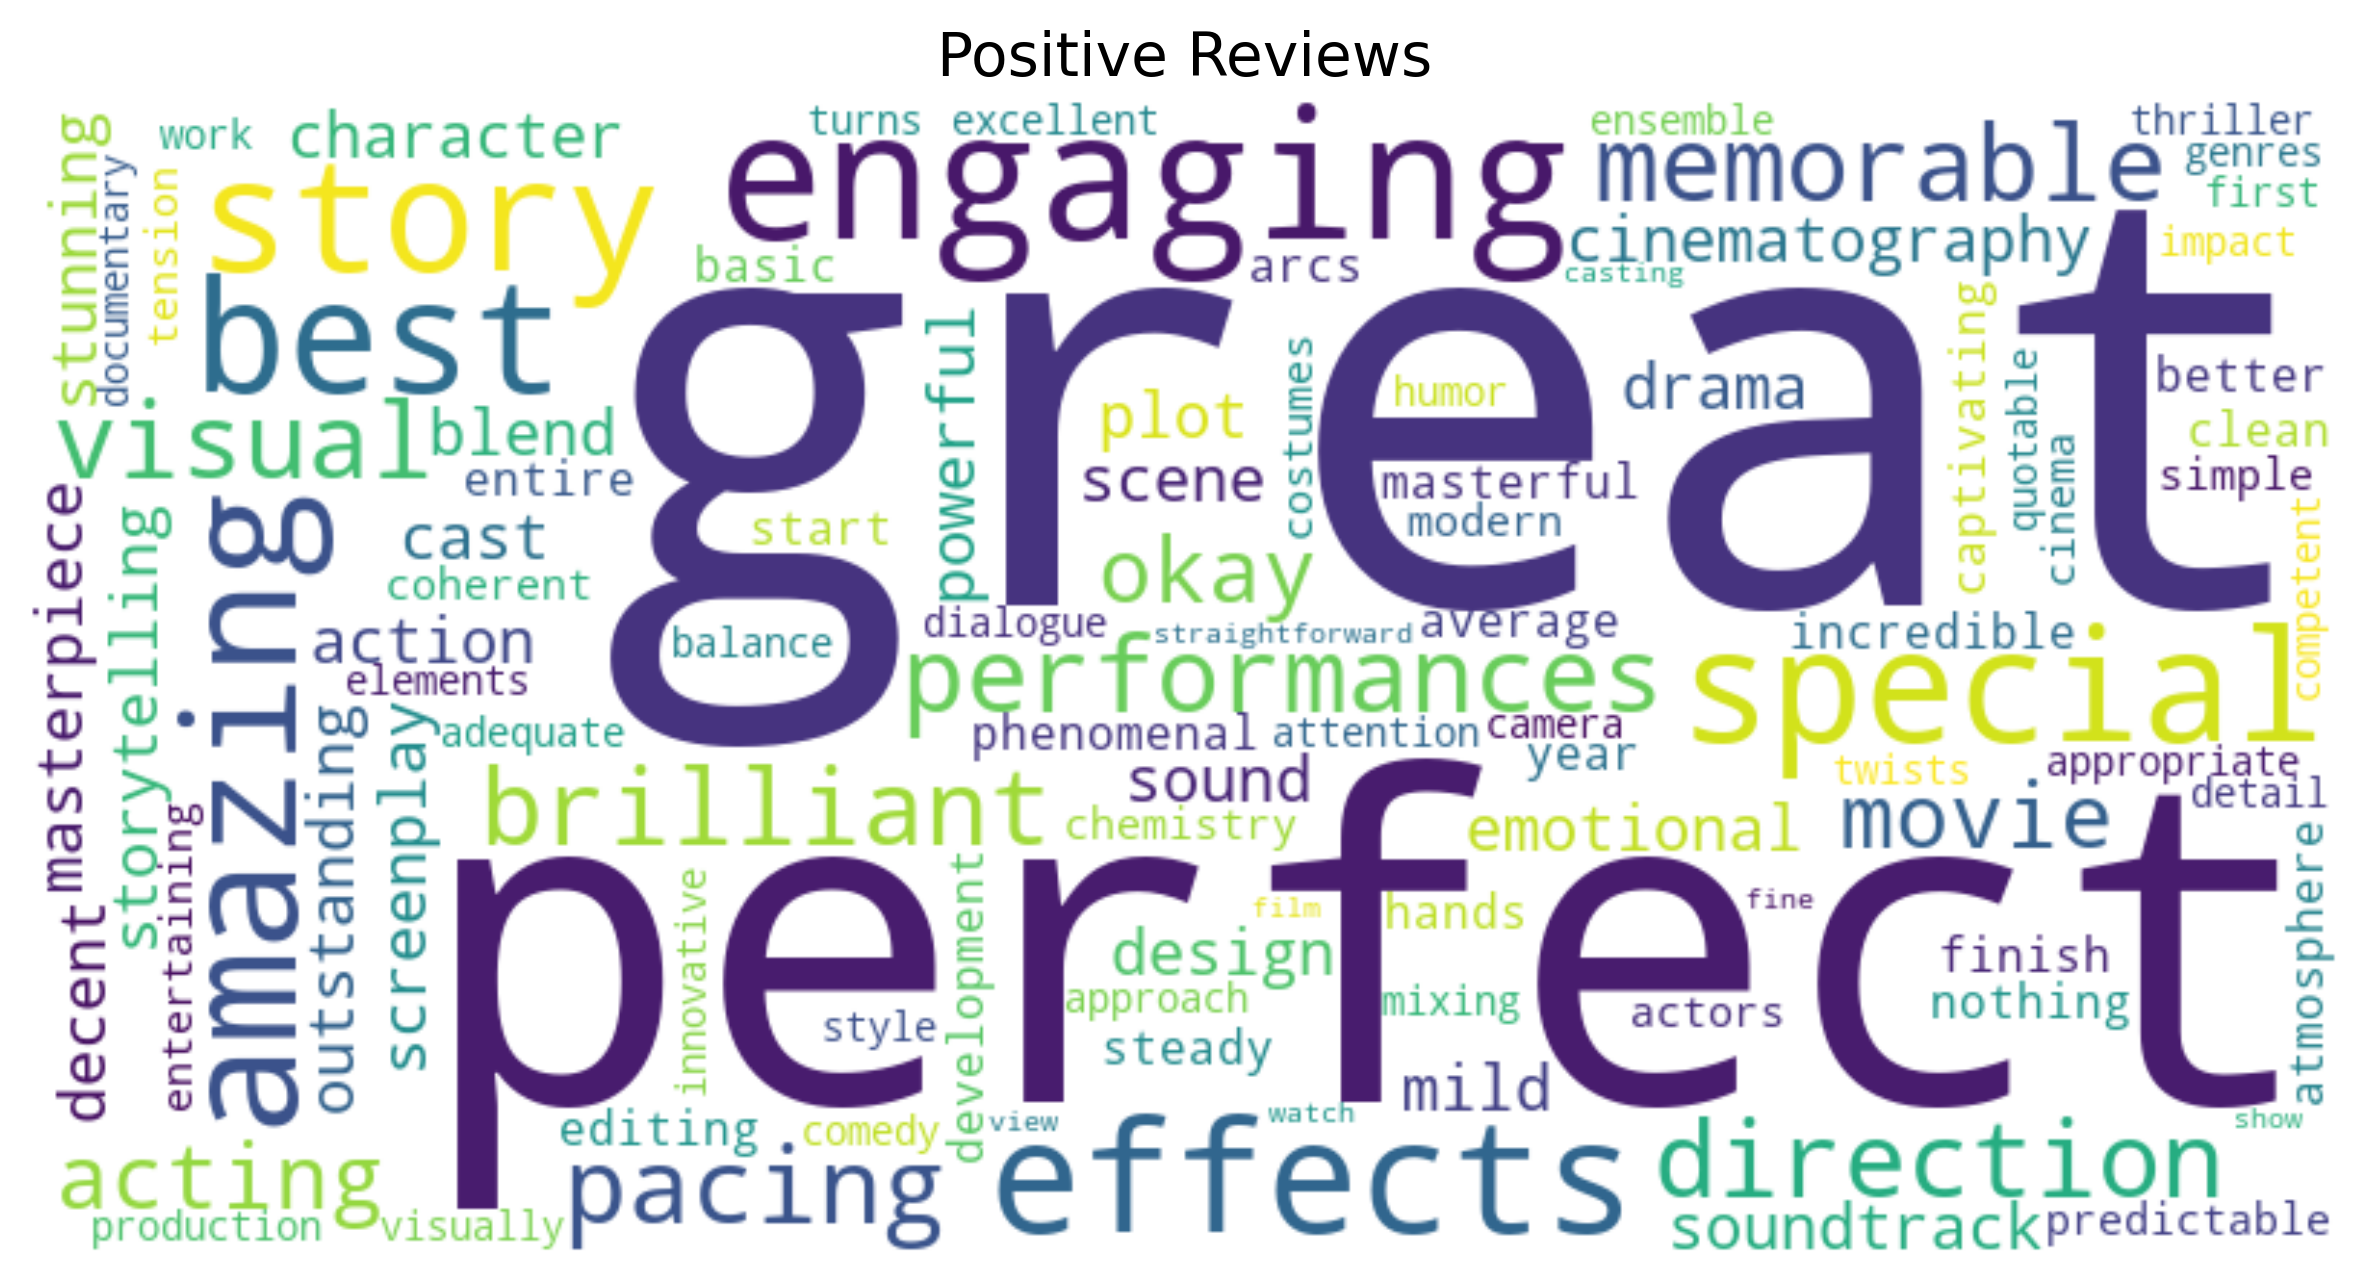 Positive Reviews
turns
excellent
ensemble
thriller
work
character
engaging
memorable
genres
first
stunning
documentary
tension
story
basic
arcs
cinematography
casting
impact
best
great
powerful
costumes
humor
drama
captivating
quotable
better
visual
blend
plot
clean
entire
scene
masterful
cinema
simple
masterpiece
storytelling
amazing
cast
start
modern
competent
coherent
okay
action
balance
dialogue
straightforward
average
incredible
elements
performances
special
outstanding
screenplay
adequate
phenomenal
attention
camera
year
twists
appropriate
brilliant
sound
movie
detail
chemistry
emotional
entertaining
perfect
innovative
development
film
hands
fine
atmosphere
decent
design
finish
approach
mixing
actors
nothing
style
steady
mild
editing
comedy
view
watch
show
acting
pacing
effects
direction
production
visually
soundtrack
predictable